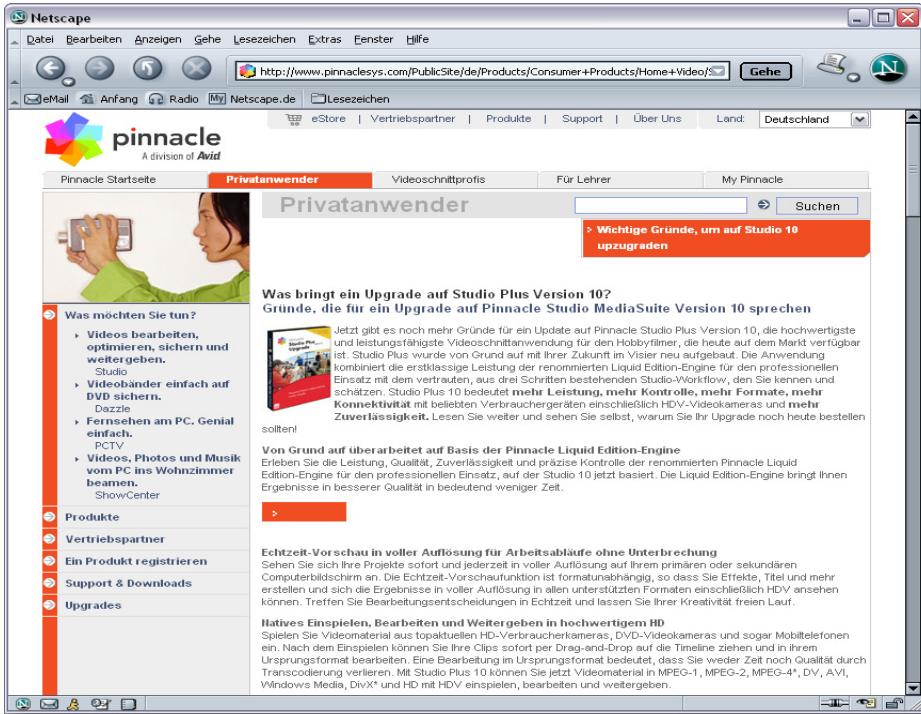 Netscape
Datei Bearbeiten Anzeigen Gehe Lesezeichen Extras Fenster Hilfe
http://www.pinnaclesys.com/PublicSite/de/Products/Consumer+Products/Home+Video/S
Gehe
N
eMail Anfang Radio My Netscape.de Lesezeichen
eStore | Vertriebspartner | Produkte | Support | Über Uns Land: Deutschland
pinnacle
A division of Avid
Pinnacle Startseite Privatanwender Videoschnittprofis Für Lehrer My Pinnacle
Privatanwender Suchen
> Wichtige Gründe, um auf Studio 10
upzugraden
Was möchten Sie tun?
Videos bearbeiten,
optimieren, sichern und
weitergeben.
Studio
Videobänder einfach auf
DVD sichern.
Dazzle
Fernsehen am PC. Genial
einfach.
PCTV
Videos, Photos und Musik
vom PC ins Wohnzimmer
beamen.
ShowCenter
Produkte
Vertriebspartner
Ein Produkt registrieren
Support & Downloads
Upgrades
Was bringt ein Upgrade auf Studio Plus Version 10?
Gründe, die für ein Upgrade auf Pinnacle Studio MediaSuite Version 10 sprechen
Jetzt gibt es noch mehr Gründe für ein Update auf Pinnacle Studio Plus Version 10, die hochwertigste
und leistungsfähigste Videoschnittanwendung für den Hobbyfilmer, die heute auf dem Markt verfügbar
ist. Studio Plus wurde von Grund auf mit Ihrer Zukunft im Visier neu aufgebaut. Die Anwendung
kombiniert die erstklassige Leistung der renommierten Liquid Edition-Engine für den professionellen
Einsatz mit dem vertrauten, aus drei Schritten bestehenden Studio-Workflow, den Sie kennen und
schätzen. Studio Plus 10 bedeutet mehr Leistung, mehr Kontrolle, mehr Formate, mehr
Konnektivität mit beliebten Verbrauchergeräten einschließlich HDV-Videokameras und mehr
Zuverlässigkeit. Lesen Sie weiter und sehen Sie selbst, warum Sie Ihr Upgrade noch heute bestellen
sollten!
Von Grund auf überarbeitet auf Basis der Pinnacle Liquid Edition-Engine
Erleben Sie die Leistung, Qualität, Zuverlässigkeit und präzise Kontrolle der renommierten Pinnacle Liquid
Edition-Engine für den professionellen Einsatz, auf der Studio 10 jetzt basiert. Die Liquid Edition-Engine bringt Ihnen
Ergebnisse in besserer Qualität in bedeutend weniger Zeit.
>
Echtzeit-Vorschau in voller Auflösung für Arbeitsabläufe ohne Unterbrechung
Sehen Sie sich Ihre Projekte sofort und jederzeit in voller Auflösung auf Ihrem primären oder sekundären
Computerbildschirm an. Die Echtzeit-Vorschaufunktion ist formatunabhängig, so dass Sie Effekte, Titel und mehr
erstellen und sich die Ergebnisse in voller Auflösung in allen unterstützten Formaten einschließlich HDV ansehen
können. Treffen Sie Bearbeitungsentscheidungen in Echtzeit und lassen Sie Ihrer Kreativität freien Lauf.
Natives Einspielen, Bearbeiten und Weitergeben in hochwertigem HD
Spielen Sie Videomaterial aus topaktuellen HD-Verbraucherkameras, DVD-Videokameras und sogar Mobiltelefonen
ein. Nach dem Einspielen können Sie Ihre Clips sofort per Drag-and-Drop auf die Timeline ziehen und in ihrem
Ursprungsformat bearbeiten. Eine Bearbeitung im Ursprungsformat bedeutet, dass Sie weder Zeit noch Qualität durch
Transcodierung verlieren. Mit Studio Plus 10 können Sie jetzt Videomaterial in MPEG-1, MPEG-2, MPEG-4*, DV, AVI,
Windows Media, DivX* und HD mit HDV einspielen, bearbeiten und weitergeben.